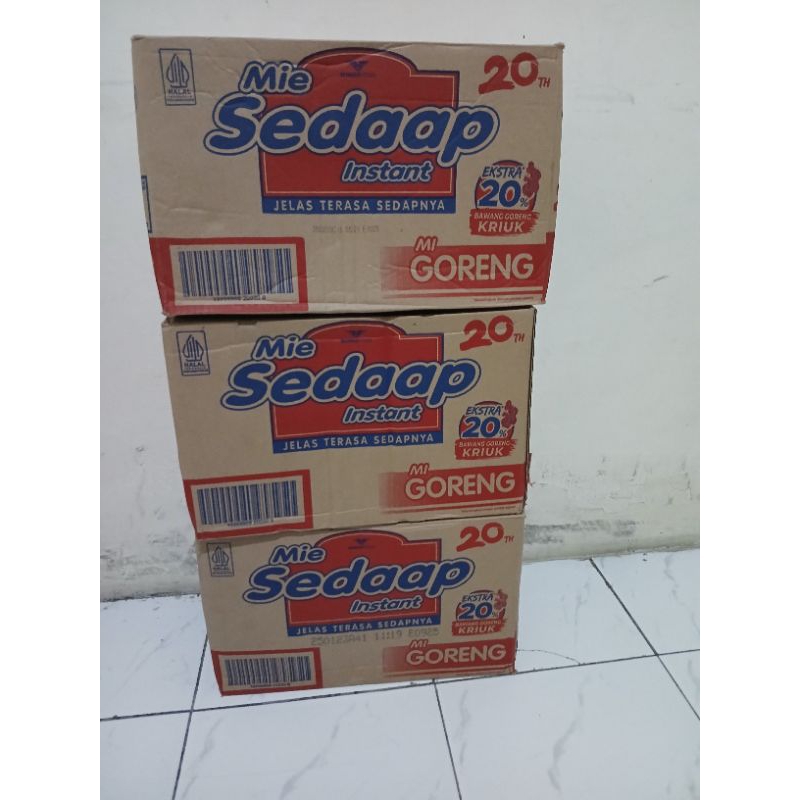 Mie
20TH
Sedaap
HALAL
Instant
EKSTRA
20%
JELAS TERASA SEDAPNYA
BAWANG GORENG
KRIUK
MI
GORENG
Mie
20TH
Sedaap
HALAL
Instant
EKSTRA
20%
JELAS TERASA SEDAPNYA
BAWANG GORENG
KRIUK
MI
GORENG
Mie
20TH
Sedaap
Instant
EKSTRA
20%
JELAS TERASA SEDAPNYA
BAWANG GORENG
KRIUK
MI
GORENG